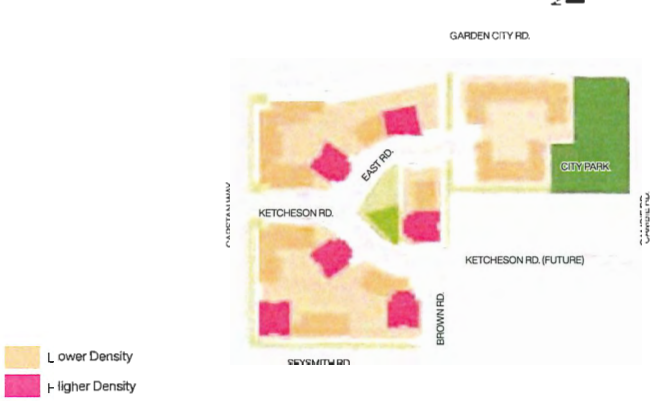 GARDEN CITY RD.
EAST RD.
CITY PARK
KETCHESON RD.
KETCHESON RD. (FUTURE)
BROWN RD.
Lower Density
Higher Density